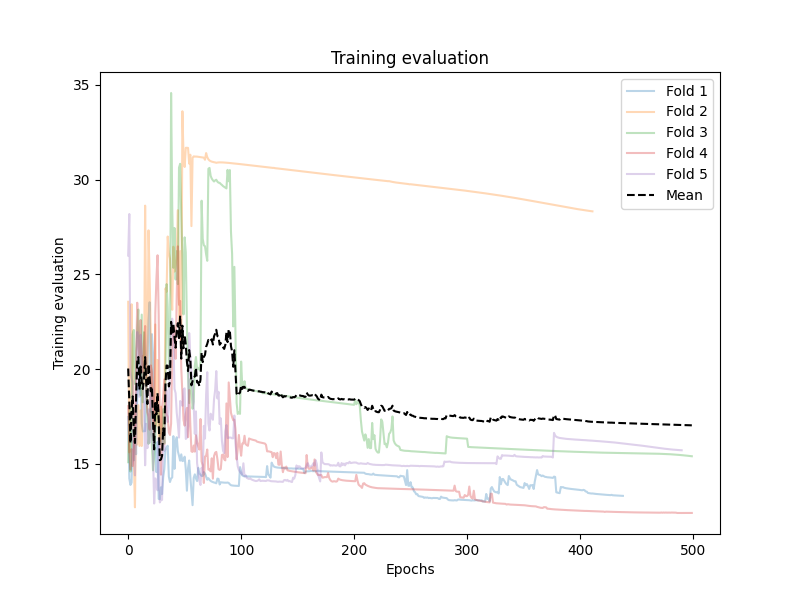 Training evaluation
Training evaluation
35
30
25
20
15
0
100
200
300
400
500
Epochs
Fold 1
Fold 2
Fold 3
Fold 4
Fold 5
Mean